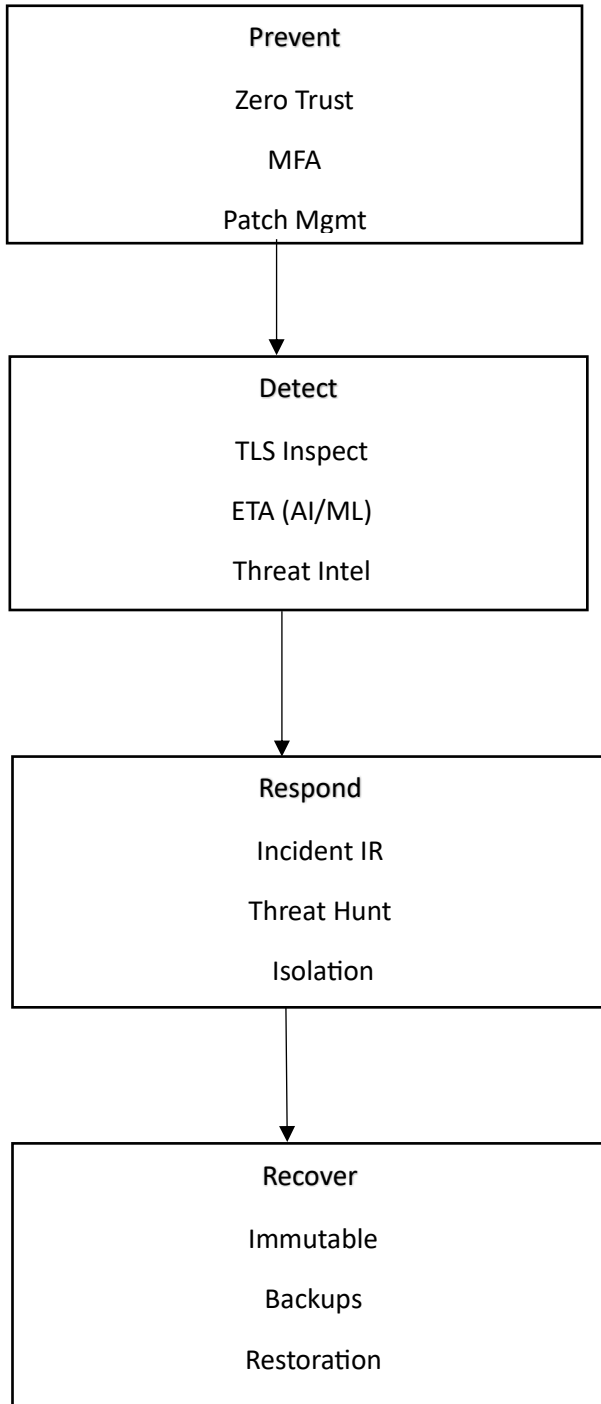 Prevent
Zero Trust
MFA
Patch Mgmt
Detect
TLS Inspect
ETA (AI/ML)
Threat Intel
Respond
Incident IR
Threat Hunt
Isolation
Recover
Immutable
Backups
Restoration